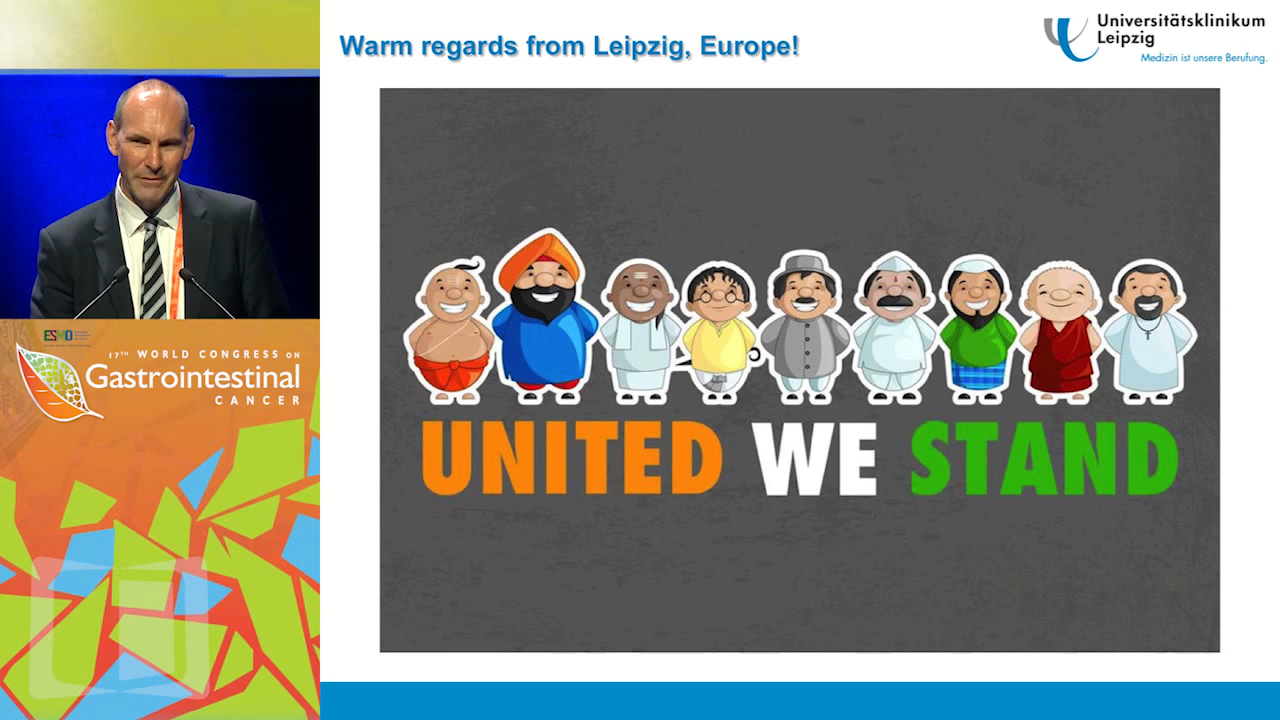 Warm regards from Leipzig, Europe!
Universitätsklinikum
Leipzig
Medizin ist unsere Berufung.
UNITED WE STAND
ESMO
17TH WORLD CONGRESS ON
Gastrointestinal
CANCER